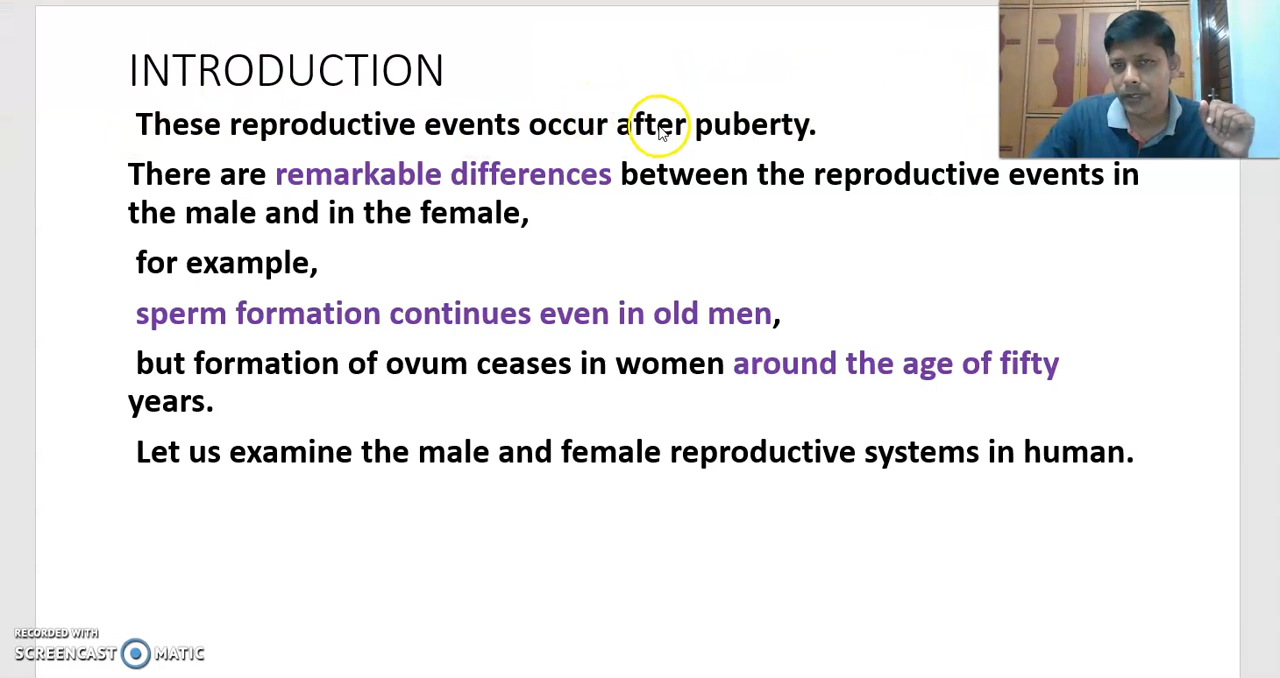 INTRODUCTION
These reproductive events occur after puberty.
There are remarkable differences between the reproductive events in
the male and in the female,
for example,
sperm formation continues even in old men,
but formation of ovum ceases in women around the age of fifty
years.
Let us examine the male and female reproductive systems in human.
RECORDED WITH
SCREENCAST MATIC